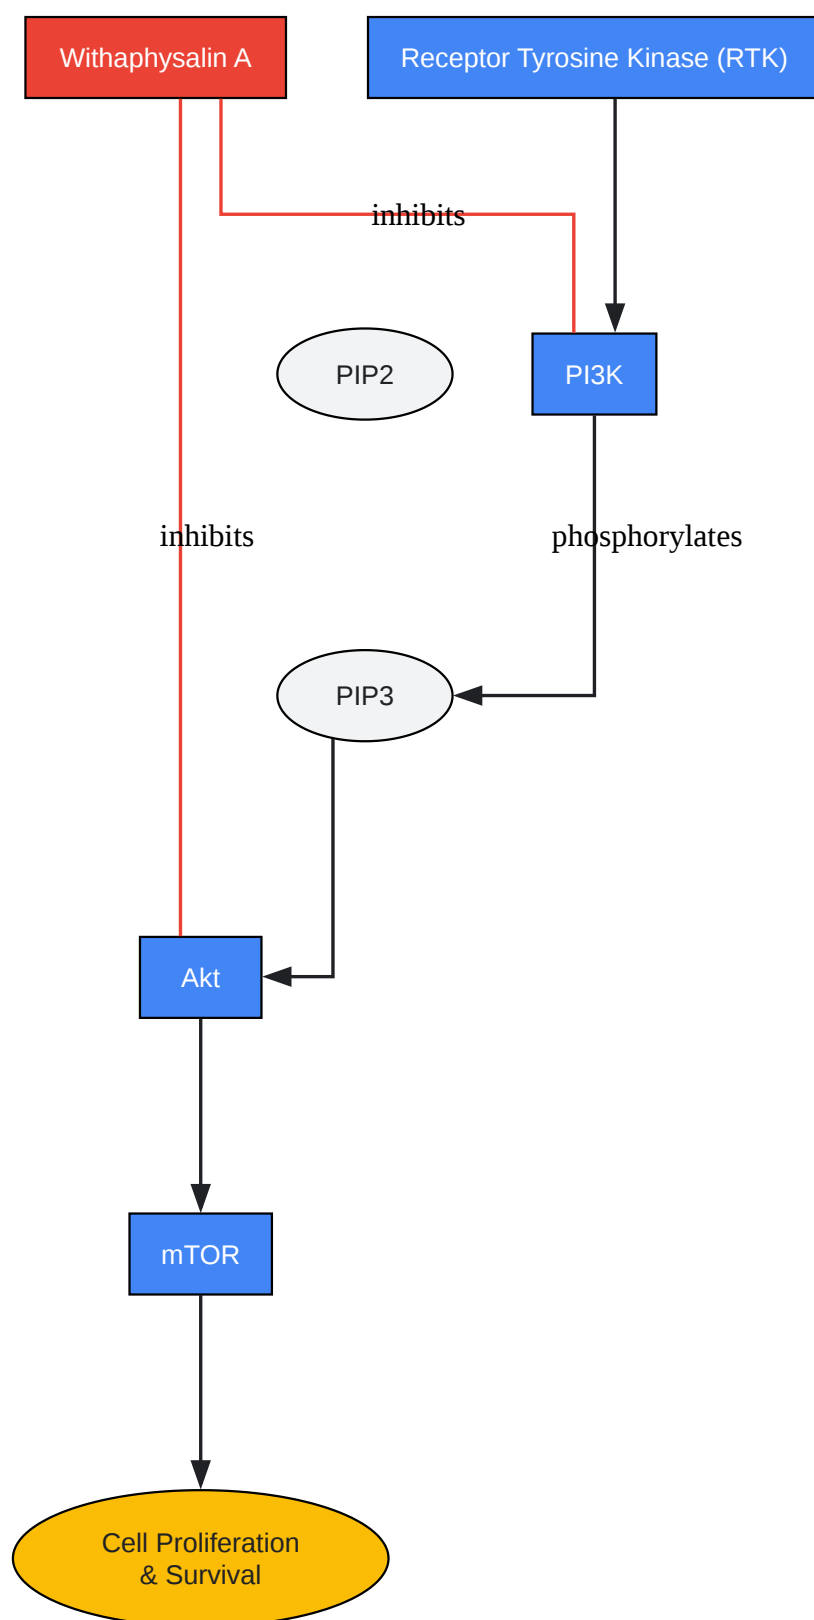 Withaphysalin A
Receptor Tyrosine Kinase (RTK)
inhibits
PIP2
PI3K
inhibits
phosphorylates
PIP3
Akt
mTOR
Cell Proliferation
& Survival